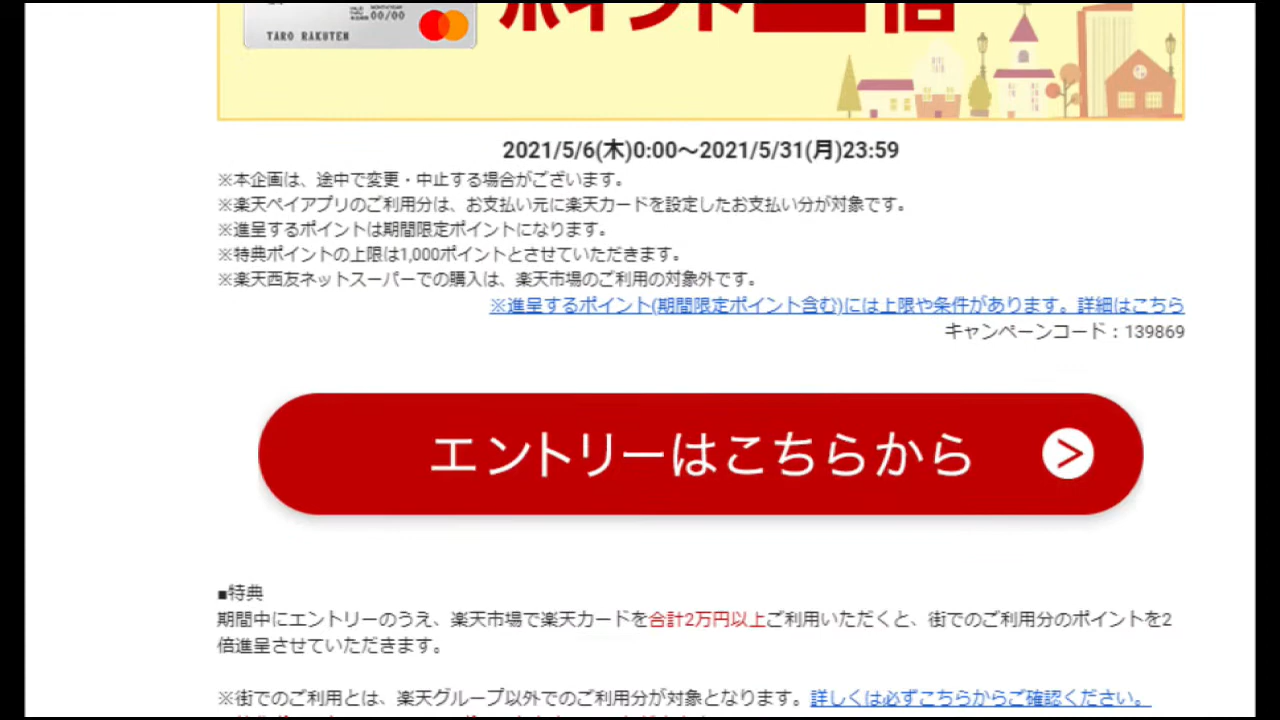 ポイント 倍
00/00
TARO RAKUTEN
2021/5/6(木)0:00～2021/5/31(月)23:59
※本企画は、途中で変更・中止する場合がございます。
※楽天ペイアプリのご利用分は、お支払い元に楽天カードを設定したお支払い分が対象です。
※進呈するポイントは期間限定ポイントになります。
※特典ポイントの上限は1,000ポイントとさせていただきます。
※楽天西友ネットスーパーでの購入は、楽天市場のご利用の対象外です。
※進呈するポイント(期間限定ポイント含む)には上限や条件があります。詳細はこちら
キャンペーンコード：139869
エントリーはこちらから
■特典
期間中にエントリーのうえ、楽天市場で楽天カードを合計2万円以上ご利用いただくと、街でのご利用分のポイントを2
倍進呈させていただきます。
※街でのご利用とは、楽天グループ以外でのご利用分が対象となります。詳しくは必ずこちらからご確認ください。